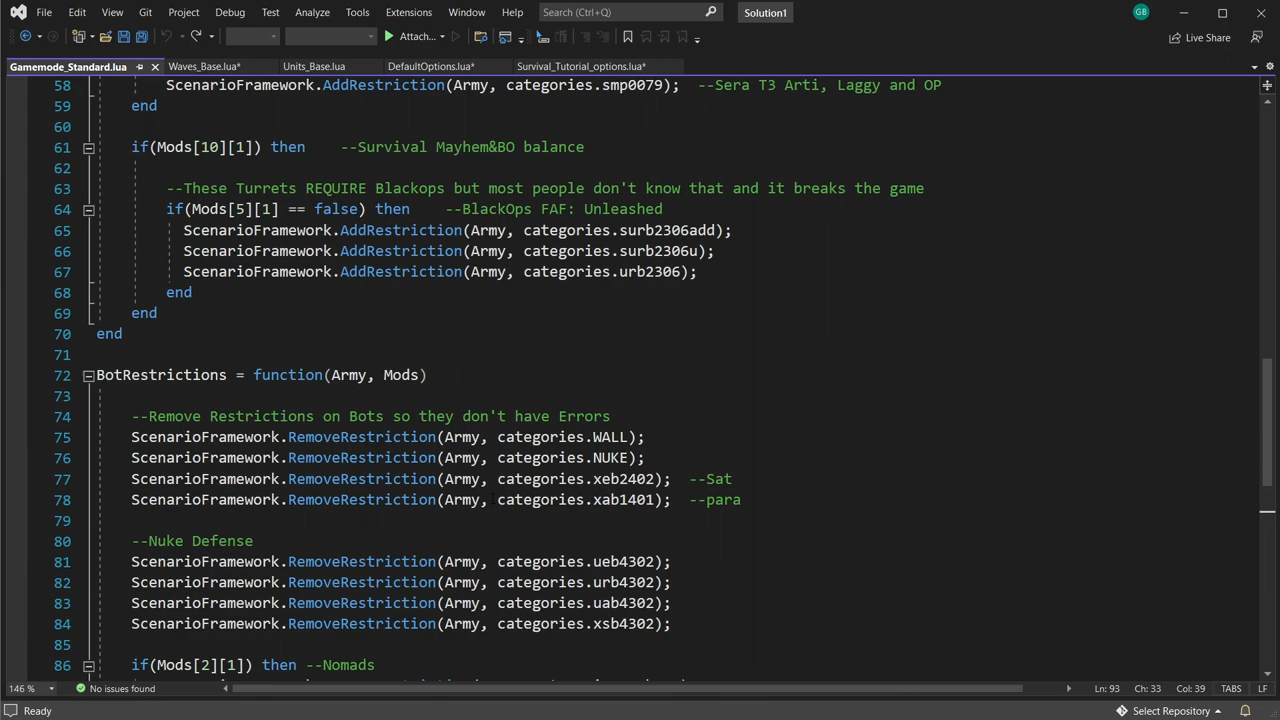 File Edit View Git Project Debug Test Analyze Tools Extensions Window Help Search (Ctrl+Q) Solution1 GB
Attach... Live Share
Gamemode_Standard.lua Waves_Base.lua* Units_Base.lua DefaultOptions.lua* Survival_Tutorial_options.lua*
58 ScenarioFramework.AddRestriction(Army, categories.smp0079); --Sera T3 Arti, Laggy and OP
59 end
60
61 if(Mods[10][1]) then --Survival Mayhem&BO balance
62
63 --These Turrets REQUIRE Blackops but most people don't know that and it breaks the game
64 if(Mods[5][1] == false) then --BlackOps FAF: Unleashed
65 ScenarioFramework.AddRestriction(Army, categories.surb2306add);
66 ScenarioFramework.AddRestriction(Army, categories.surb2306u);
67 ScenarioFramework.AddRestriction(Army, categories.urb2306);
68 end
69 end
70 end
71
72 BotRestrictions = function(Army, Mods)
73
74 --Remove Restrictions on Bots so they don't have Errors
75 ScenarioFramework.RemoveRestriction(Army, categories.WALL);
76 ScenarioFramework.RemoveRestriction(Army, categories.NUKE);
77 ScenarioFramework.RemoveRestriction(Army, categories.xeb2402); --Sat
78 ScenarioFramework.RemoveRestriction(Army, categories.xab1401); --para
79
80 --Nuke Defense
81 ScenarioFramework.RemoveRestriction(Army, categories.ueb4302);
82 ScenarioFramework.RemoveRestriction(Army, categories.urb4302);
83 ScenarioFramework.RemoveRestriction(Army, categories.uab4302);
84 ScenarioFramework.RemoveRestriction(Army, categories.xsb4302);
85
86 if(Mods[2][1]) then --Nomads
146 % No issues found Ln: 93 Ch: 33 Col: 39 TABS LF
Ready Select Repository